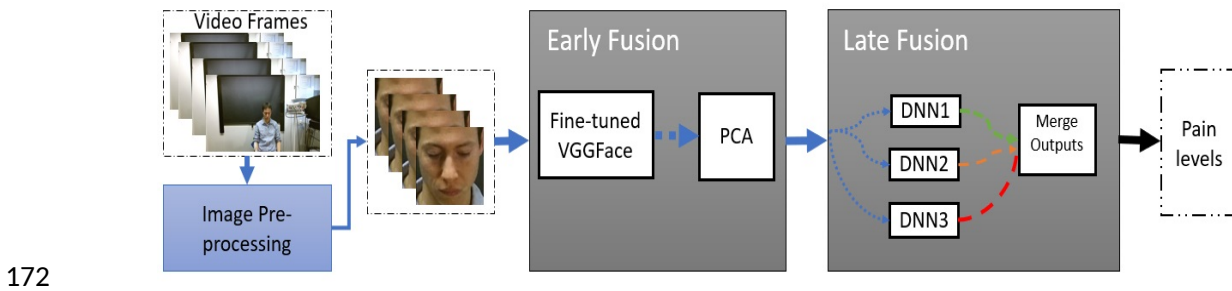 Video Frames
Image Pre-
processing
Early Fusion
Fine-tuned
VGGFace
PCA
Late Fusion
DNN1
DNN2
DNN3
Merge
Outputs
Pain
levels
172